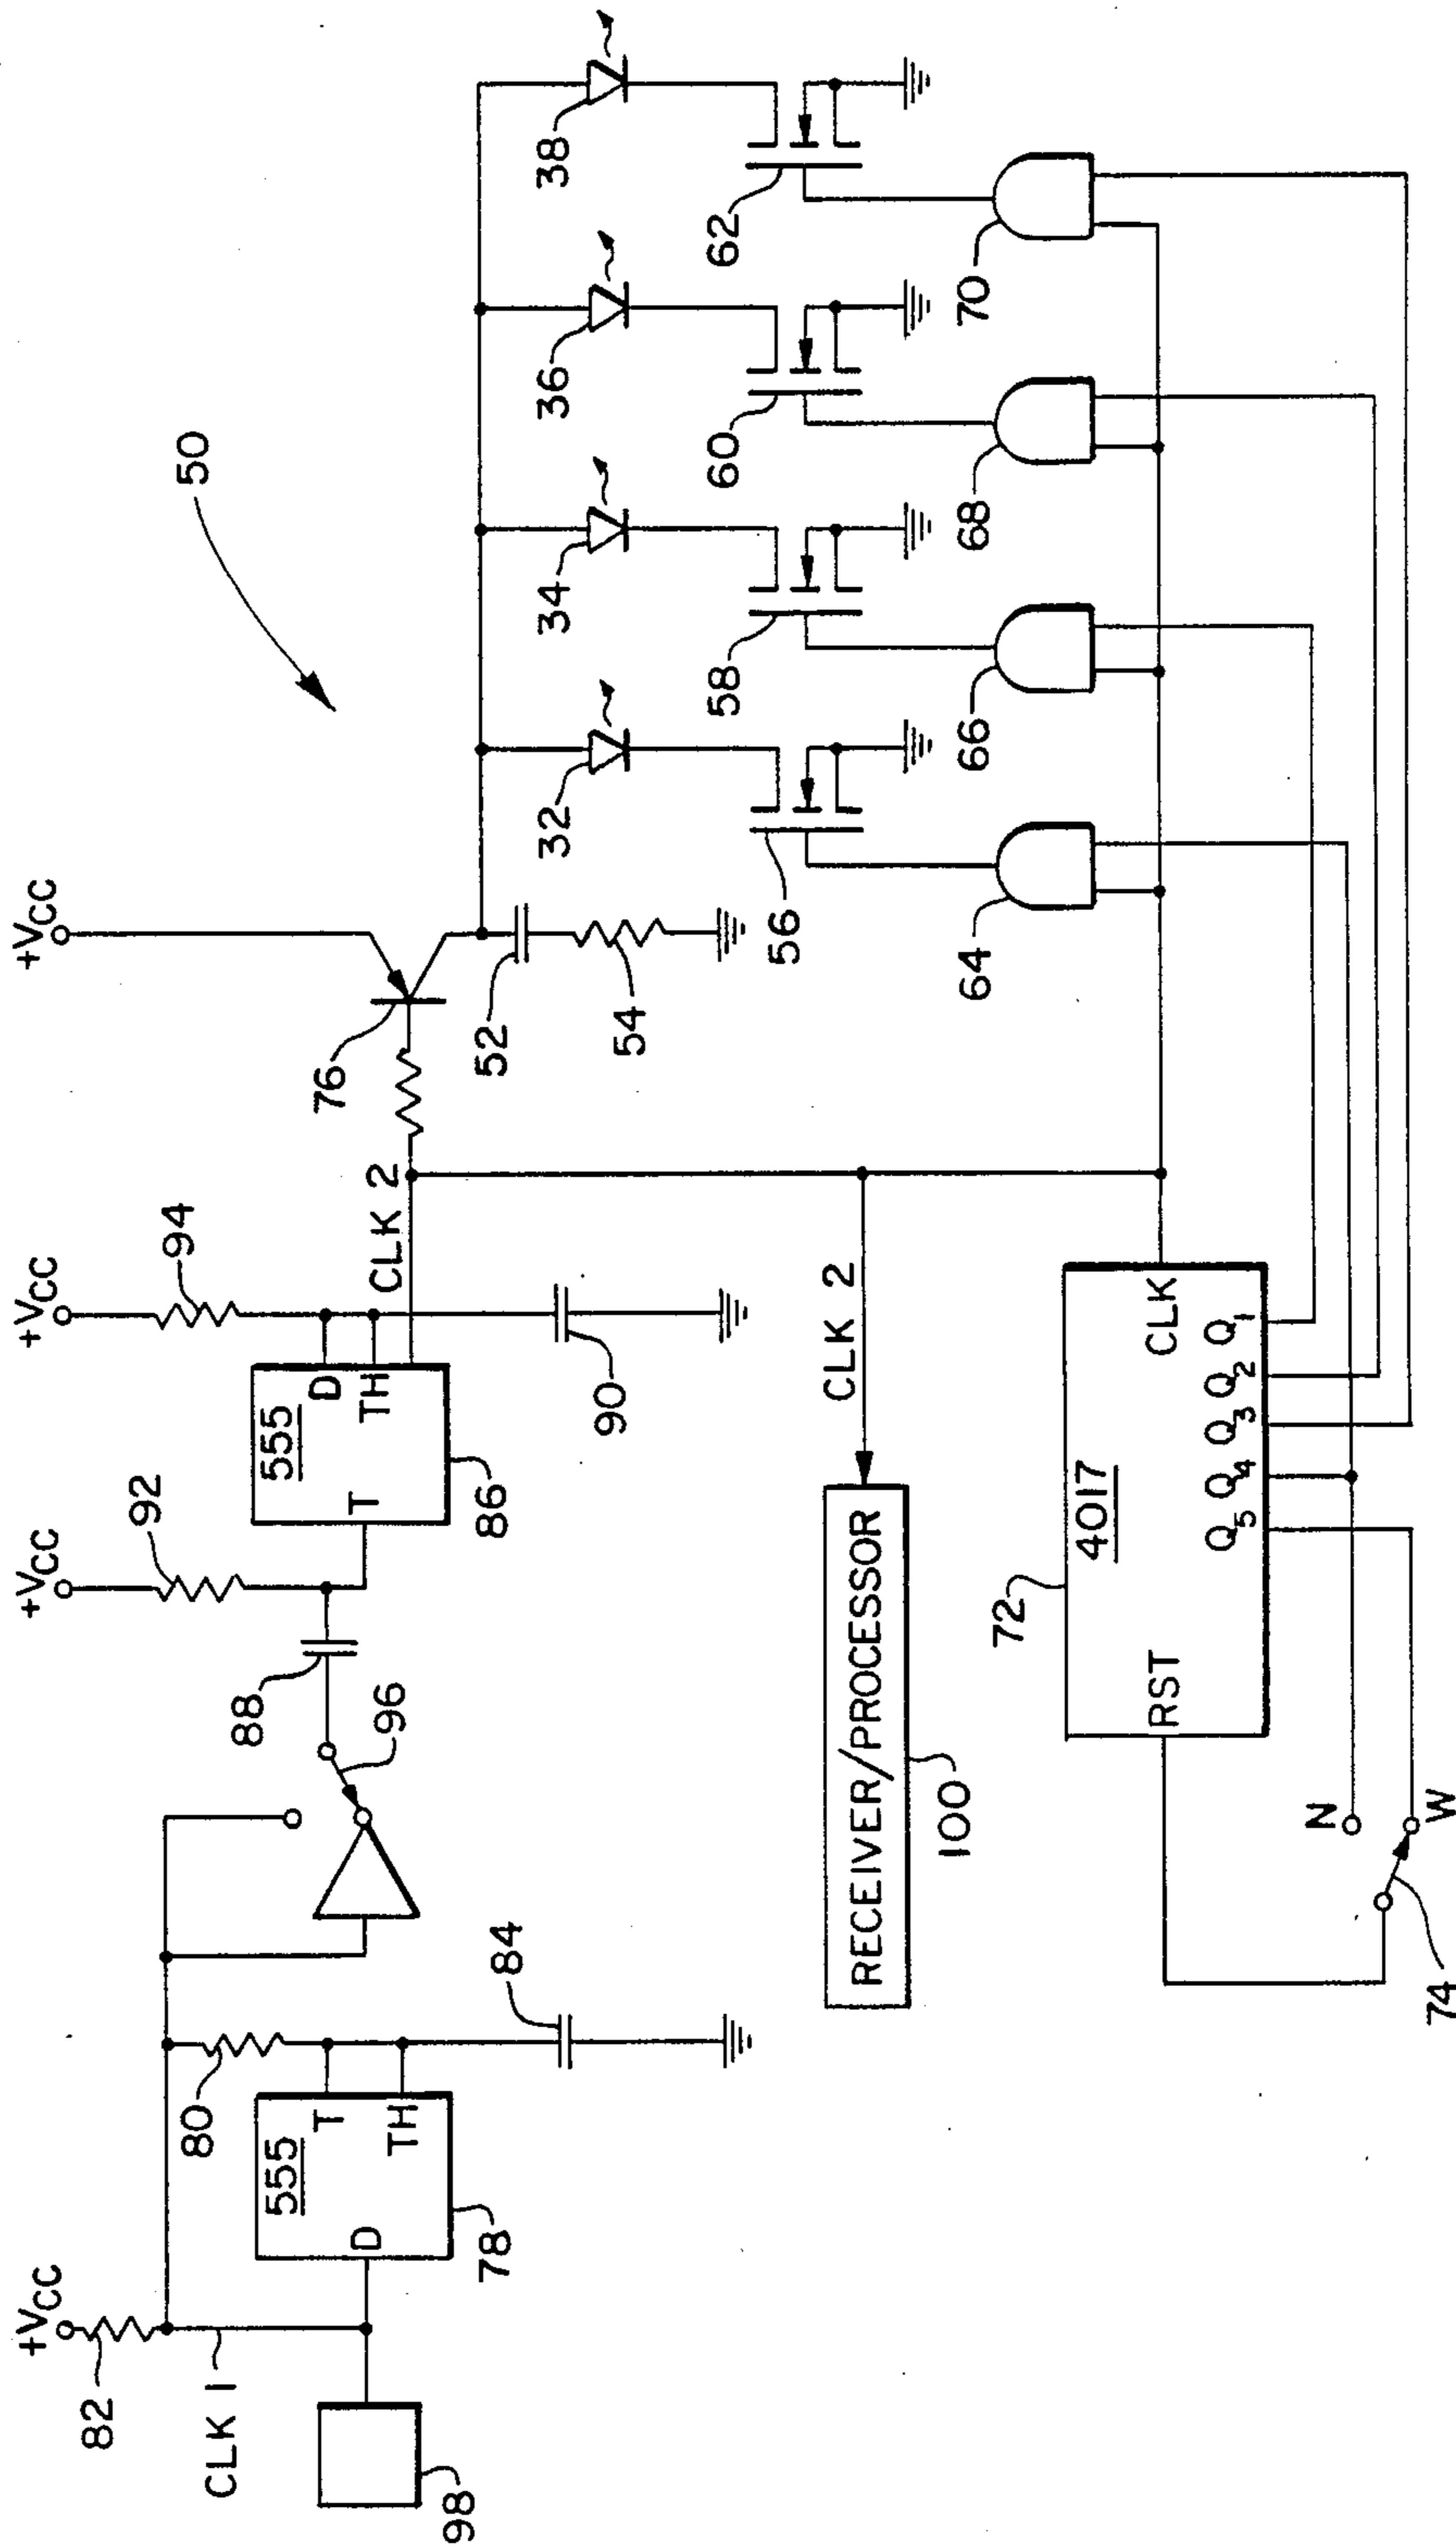 50
+VCC
+VCC
+VCC
+VCC
82
CLK 1
98
80
555
D
T
TH
78
84
96
88
92
94
555
T
D
TH
86
90
CLK 2
76
52
54
32
34
36
38
56
58
60
62
64
66
68
70
CLK 2
RECEIVER/PROCESSOR
100
72
4017
RST
CLK
Q5
Q4
Q3
Q2
Q1
N
W
74